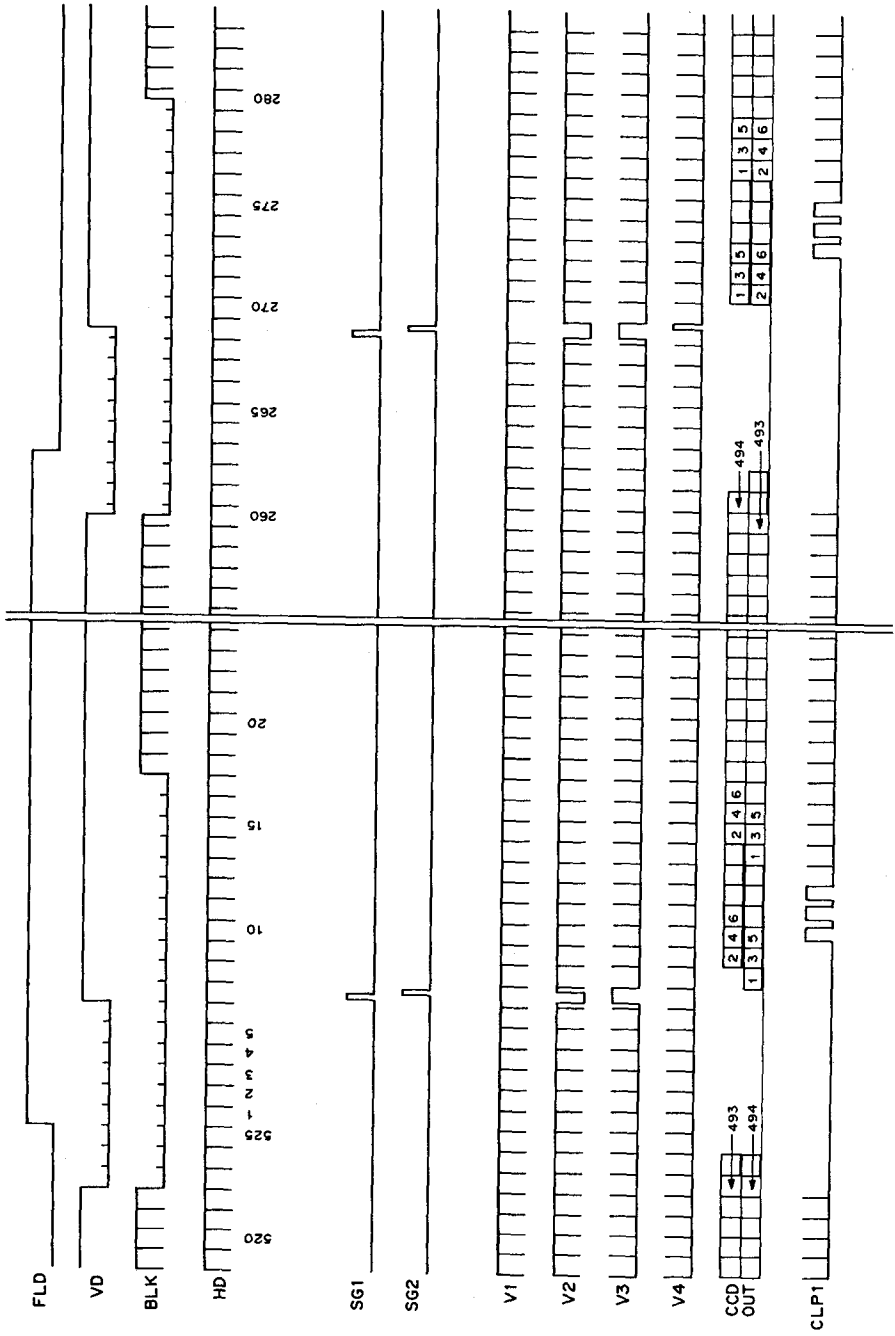 FLD
VD
BLK
HD
520 525 1 2 3 4 5 10 15 20 260 265 270 275 280
SG1
SG2
V1
V2
V3
V4
CCD
OUT
493 2 4 6 2 4 6 494 1 3 5 1 3 5
494 1 3 5 1 3 5 493 2 4 6 2 4 6
CLP1